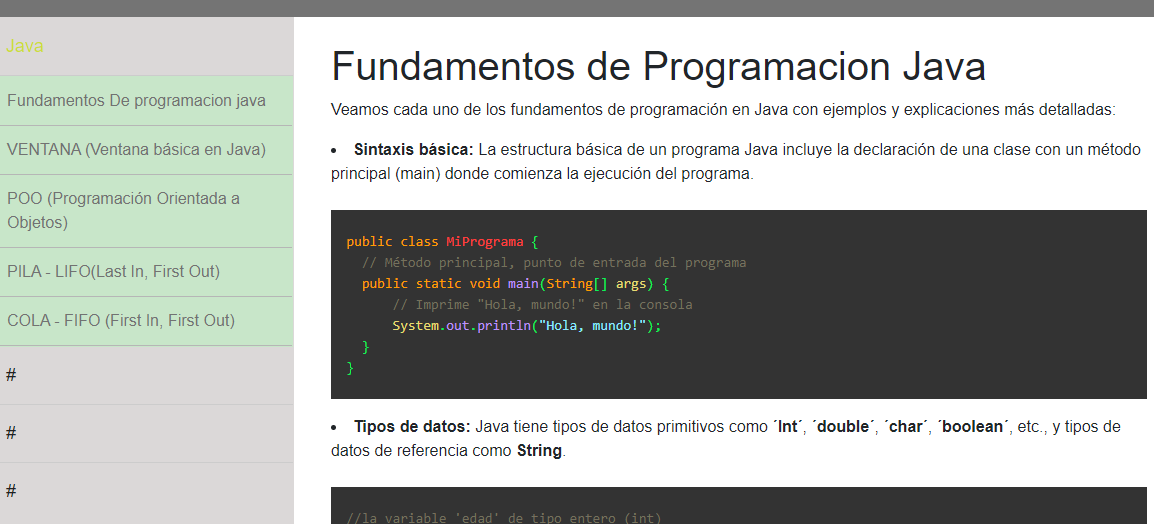 Java
Fundamentos De programacion java
VENTANA (Ventana básica en Java)
POO (Programación Orientada a
Objetos)
PILA - LIFO(Last In, First Out)
COLA - FIFO (First In, First Out)
#
#
#
Fundamentos de Programacion Java
Veamos cada uno de los fundamentos de programación en Java con ejemplos y explicaciones más detalladas:
• Sintaxis básica: La estructura básica de un programa Java incluye la declaración de una clase con un método
principal (main) donde comienza la ejecución del programa.
public class MiPrograma {
  // Método principal, punto de entrada del programa
  public static void main(String[] args) {
      // Imprime "Hola, mundo!" en la consola
      System.out.println("Hola, mundo!");
  }
}
• Tipos de datos: Java tiene tipos de datos primitivos como ´Int´, ´double´, ´char´, ´boolean´, etc., y tipos de
datos de referencia como String.
//la variable 'edad' de tipo entero (int)